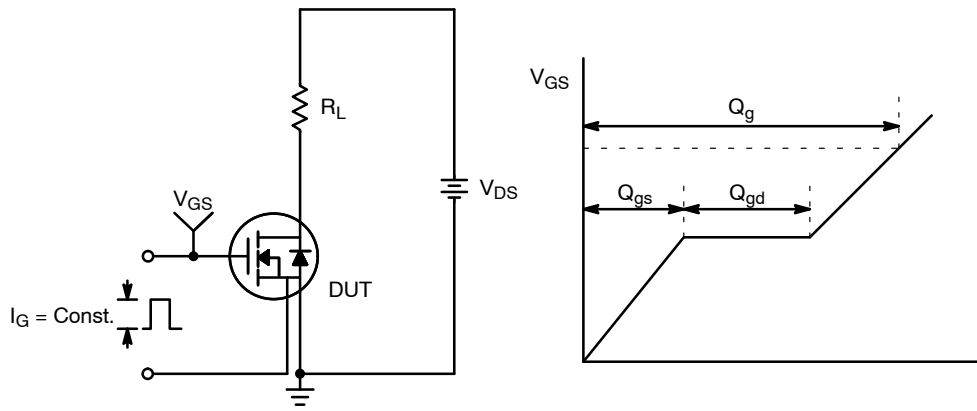 R_L
V_GS
V_DS
DUT
I_G = Const.
V_GS
Q_g
Q_gs
Q_gd